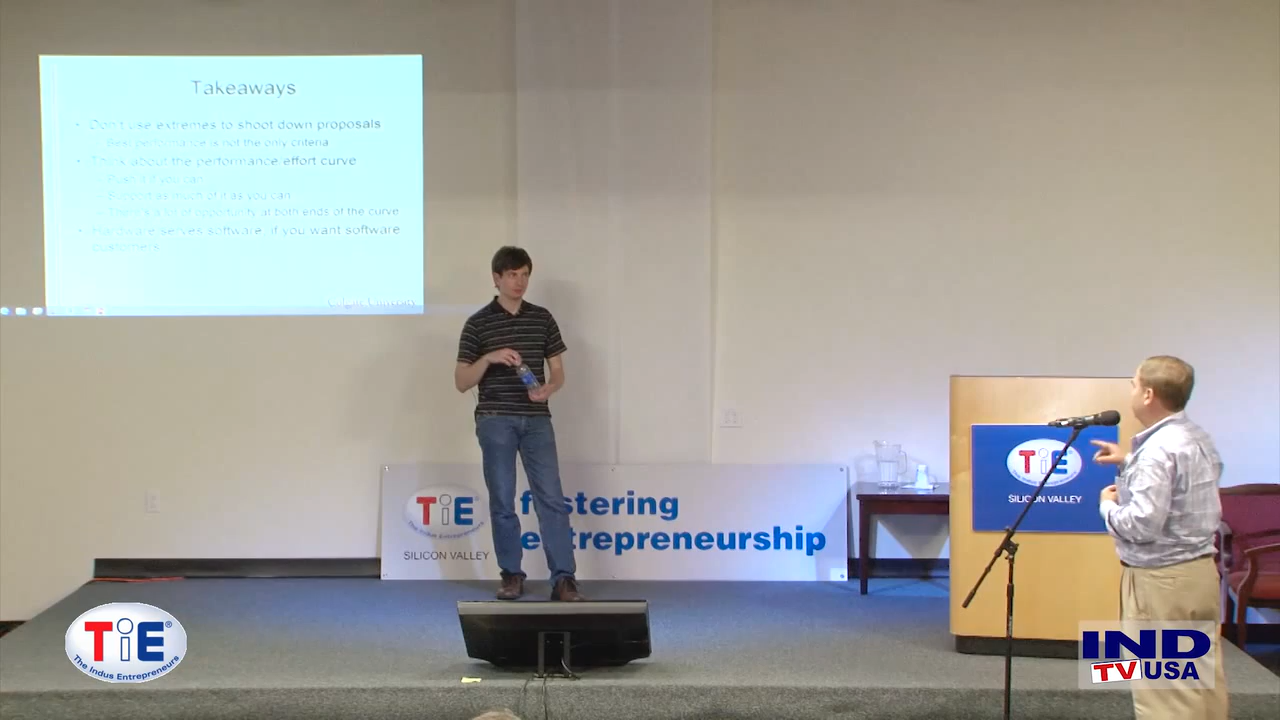 Takeaways
• Don't use extremes to shoot down proposals
– Best performance is not the only criteria
• Think about the performance effort curve
– Push it if you can
– Support as much of it as you can
– There's a lot of opportunity at both ends of the curve
• Hardware serves software if you want software
customers
TiE®
The Indus Entrepreneurs
SILICON VALLEY
fostering
entrepreneurship
TiE
SILICON VALLEY
TiE®
The Indus Entrepreneurs
IND
TV USA